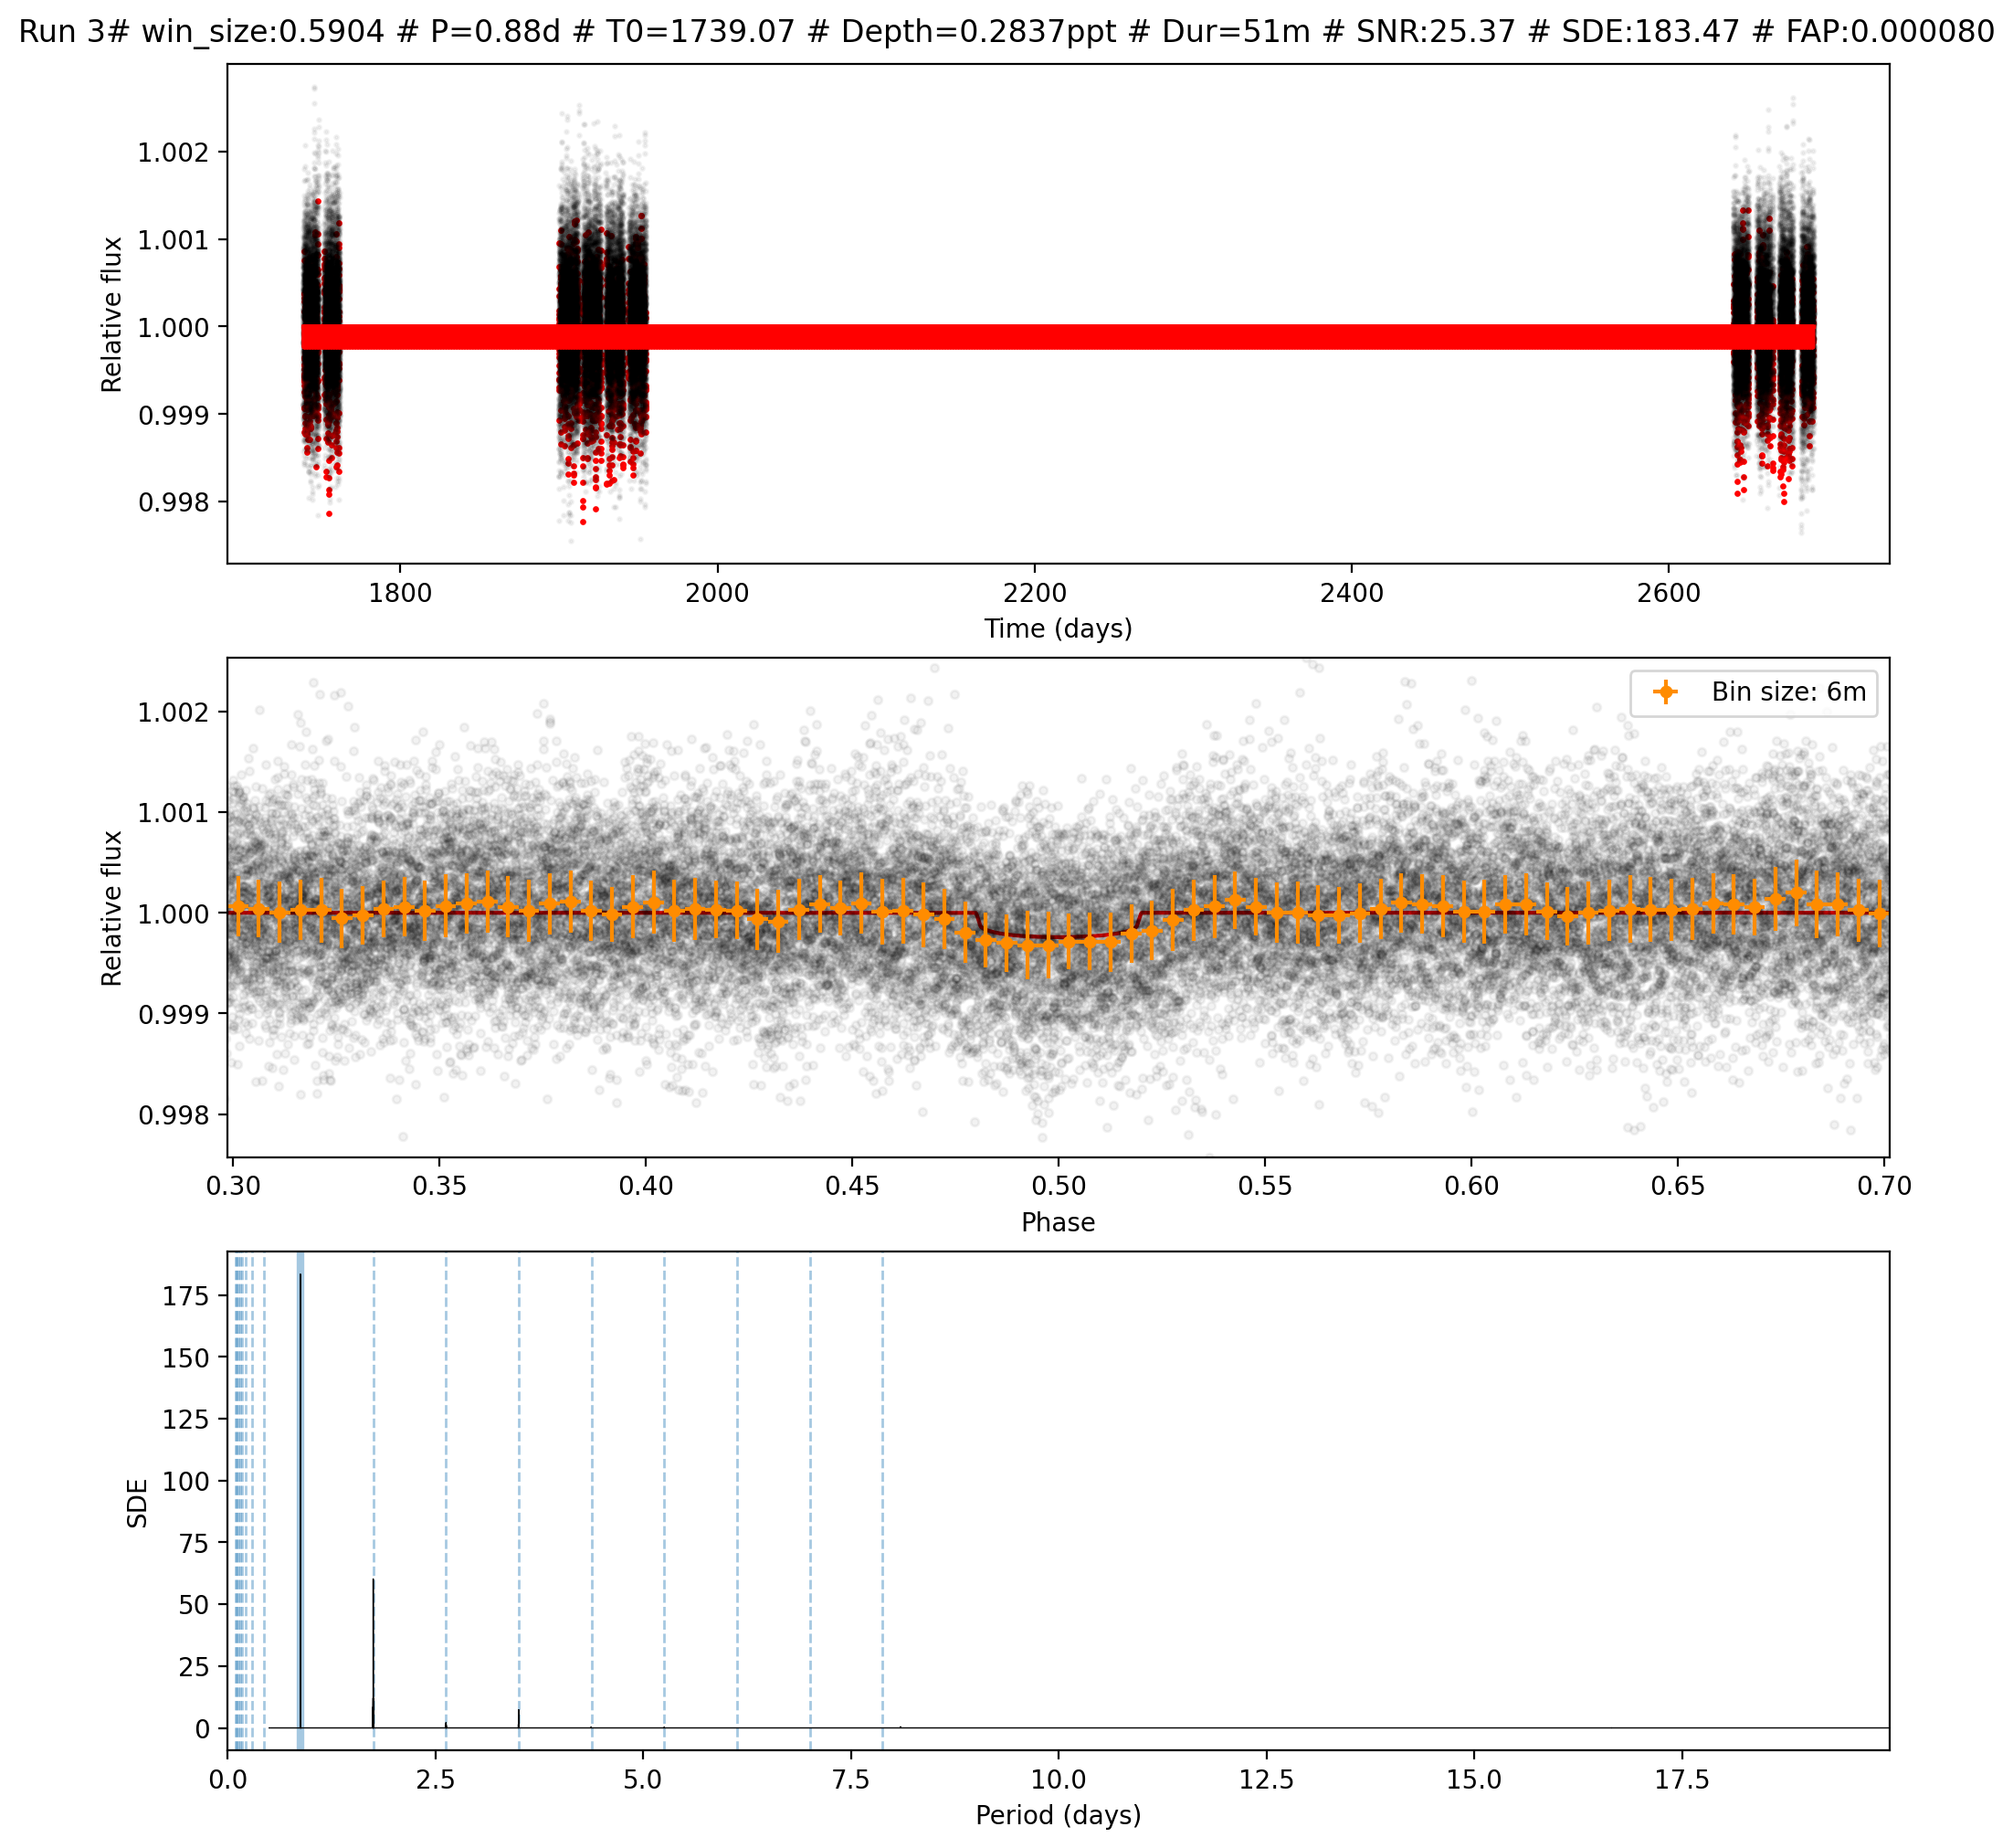 Run 3# win_size:0.5904 # P=0.88d # T0=1739.07 # Depth=0.2837ppt # Dur=51m # SNR:25.37 # SDE:183.47 # FAP:0.000080
1.002
1.001
1.000
0.999
0.998
Relative flux
1800 2000 2200 2400 2600
Time (days)
Bin size: 6m
1.002
1.001
1.000
0.999
0.998
Relative flux
0.30 0.35 0.40 0.45 0.50 0.55 0.60 0.65 0.70
Phase
175
150
125
100
75
50
25
0
SDE
0.0 2.5 5.0 7.5 10.0 12.5 15.0 17.5
Period (days)